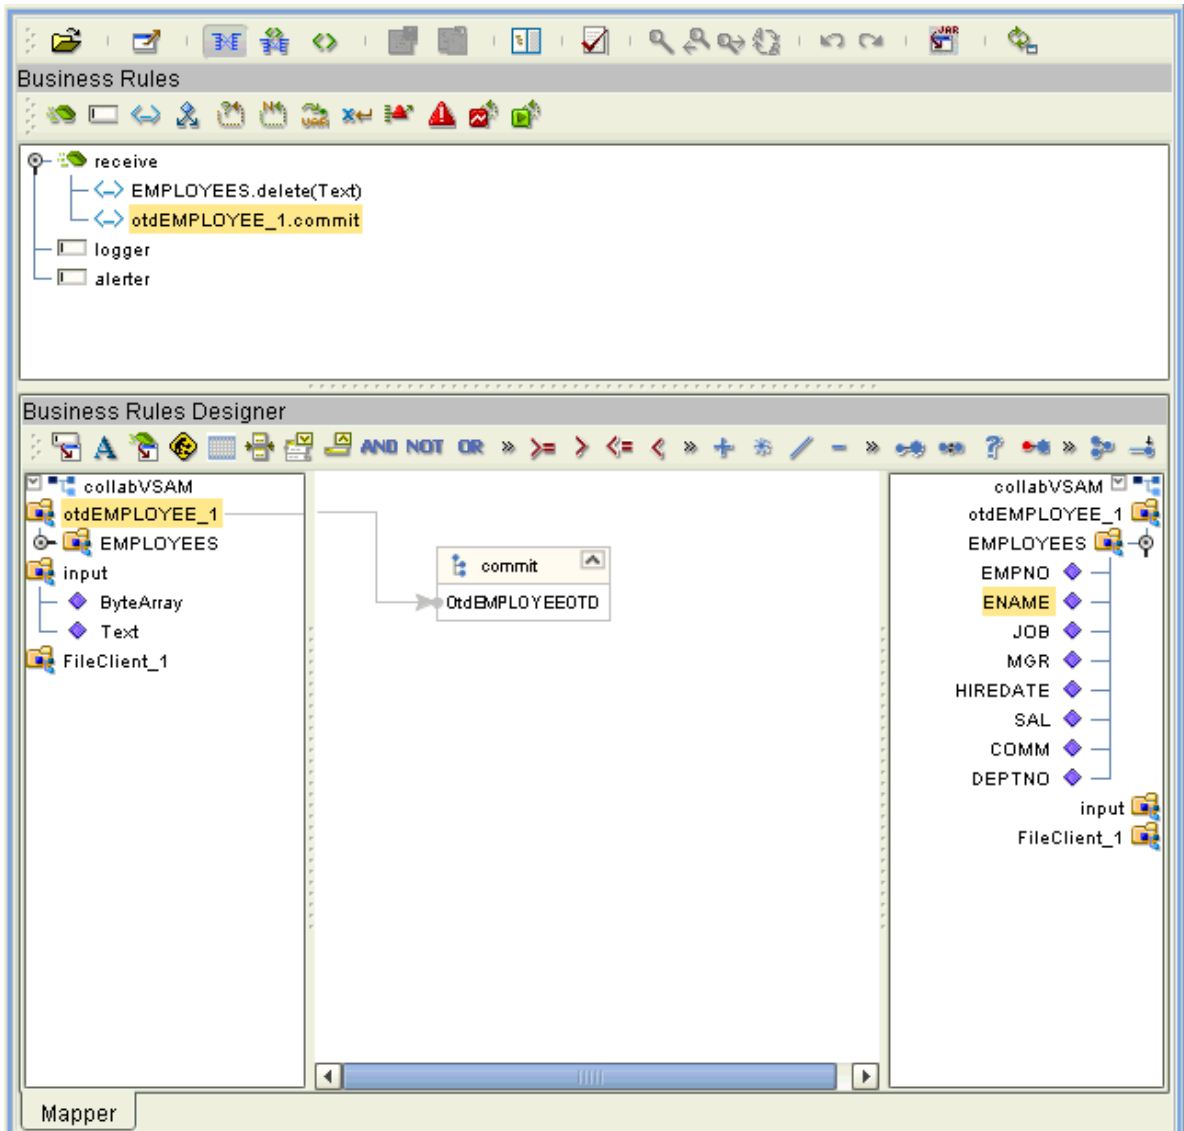 JAR
Business Rules
receive
EMPLOYEES.delete(Text)
otdEMPLOYEE_1.commit
logger
alerter
Business Rules Designer
A AND NOT OR » >= > <= < » + / - » ? »
collabVSAM
otdEMPLOYEE_1
EMPLOYEES
input
ByteArray
Text
FileClient_1
commit
OtdEMPLOYEEOTD
collabVSAM
otdEMPLOYEE_1
EMPLOYEES
EMPNO
ENAME
JOB
MGR
HIREDATE
SAL
COMM
DEPTNO
input
FileClient_1
Mapper